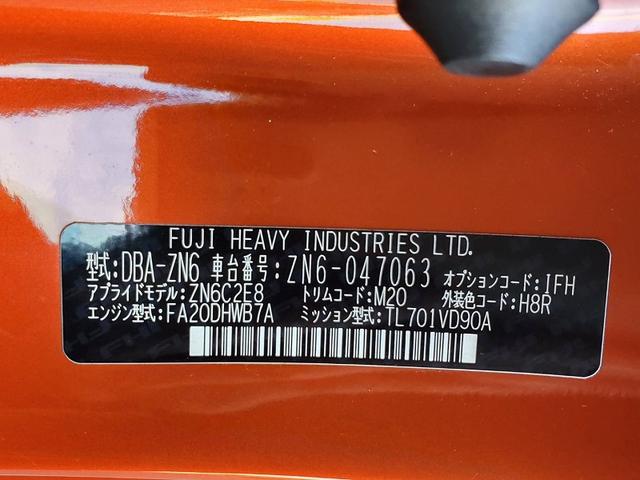 FUJI HEAVY INDUSTRIES LTD.
型式:DBA-ZN6 車台番号:ZN6-047063 オプションコード:IFH
アプライドモデル:ZN6C2E8 トリムコード:M20 外装色コード:H8R
エンジン型式:FA20DHWB7A ミッション型式:TL701VD90A